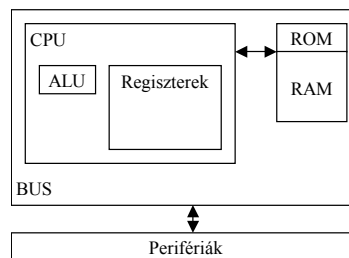 CPU
ALU
Regiszterek
ROM
RAM
BUS
Perifériák